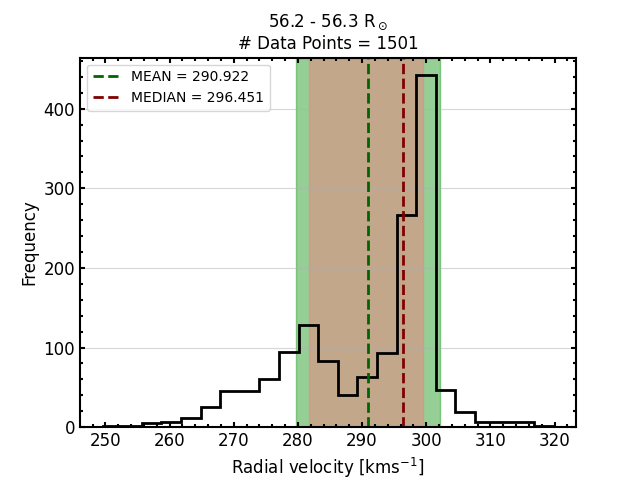 56.2 - 56.3 R⊙
# Data Points = 1501
MEAN = 290.922
MEDIAN = 296.451
Frequency
400
300
200
100
0
250 260 270 280 290 300 310 320
Radial velocity [kms⁻¹]